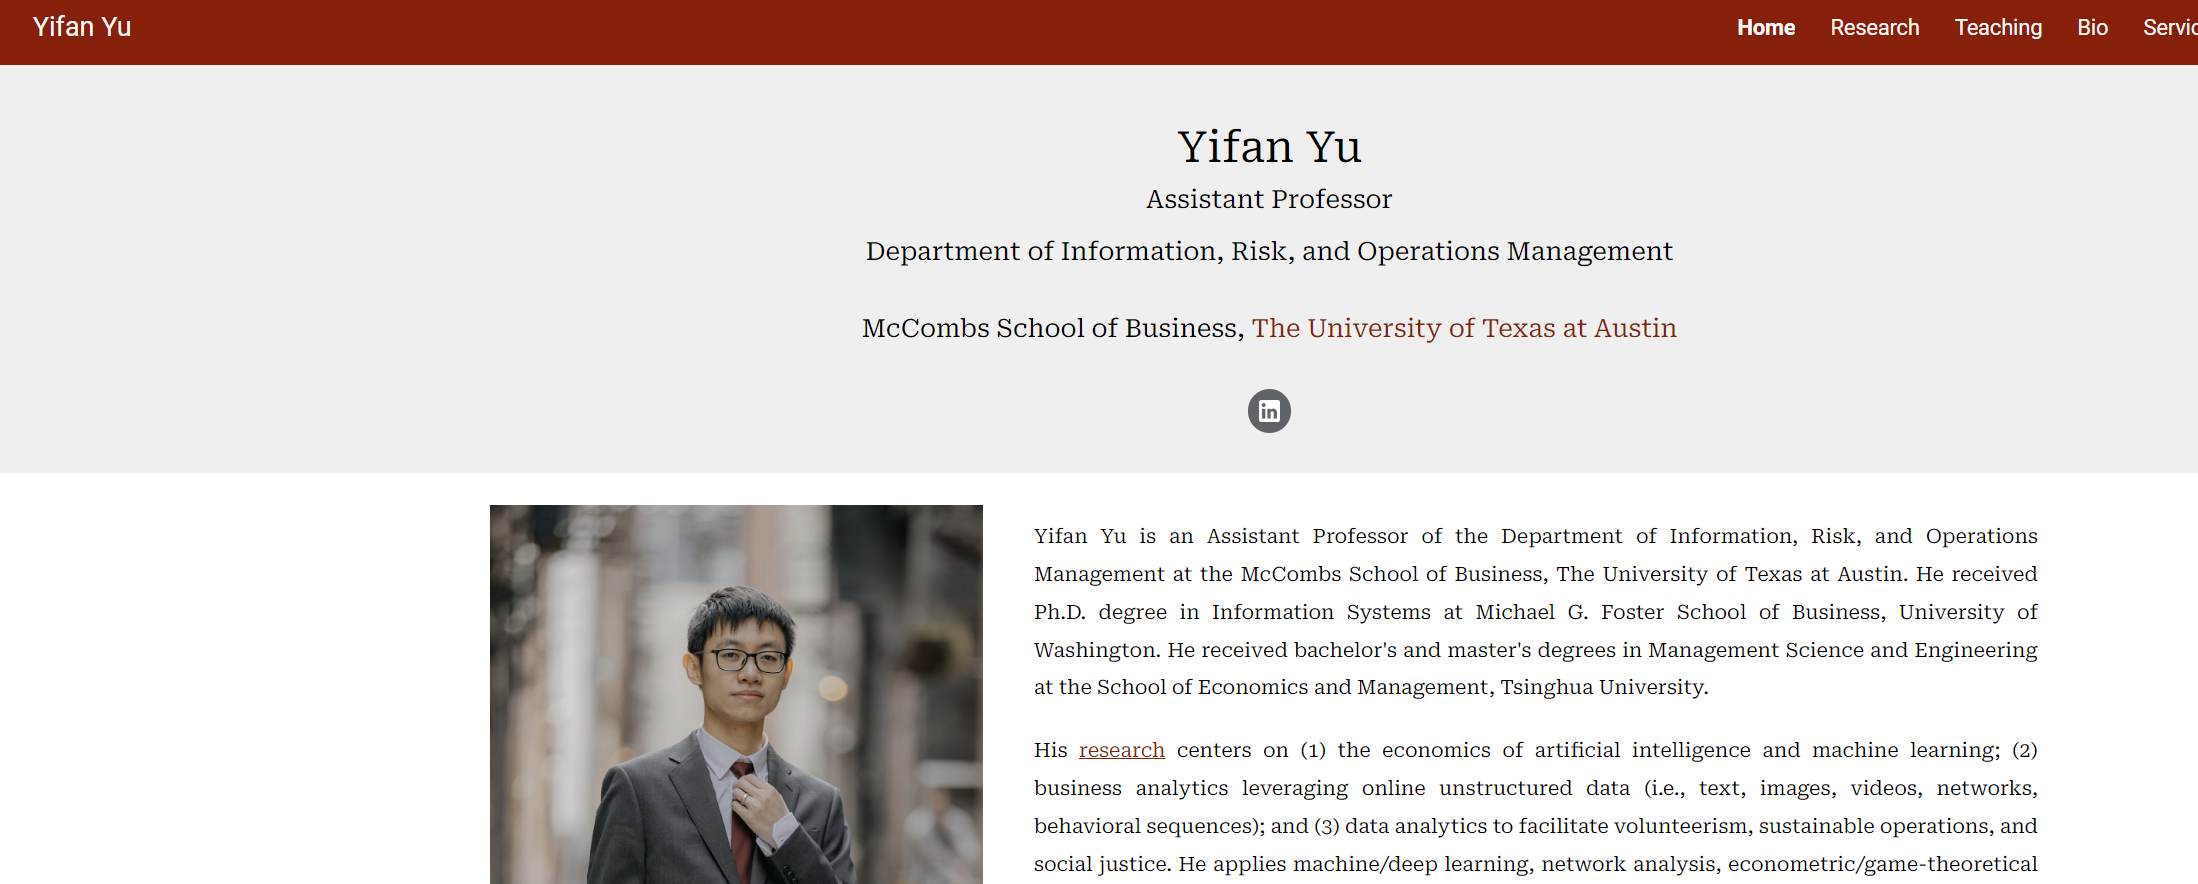 Yifan Yu
Home Research Teaching Bio Servic
Yifan Yu
Assistant Professor
Department of Information, Risk, and Operations Management
McCombs School of Business, The University of Texas at Austin
in
Yifan Yu is an Assistant Professor of the Department of Information, Risk, and Operations
Management at the McCombs School of Business, The University of Texas at Austin. He received
Ph.D. degree in Information Systems at Michael G. Foster School of Business, University of
Washington. He received bachelor's and master's degrees in Management Science and Engineering
at the School of Economics and Management, Tsinghua University.
His research centers on (1) the economics of artificial intelligence and machine learning; (2)
business analytics leveraging online unstructured data (i.e., text, images, videos, networks,
behavioral sequences); and (3) data analytics to facilitate volunteerism, sustainable operations, and
social justice. He applies machine/deep learning, network analysis, econometric/game-theoretical